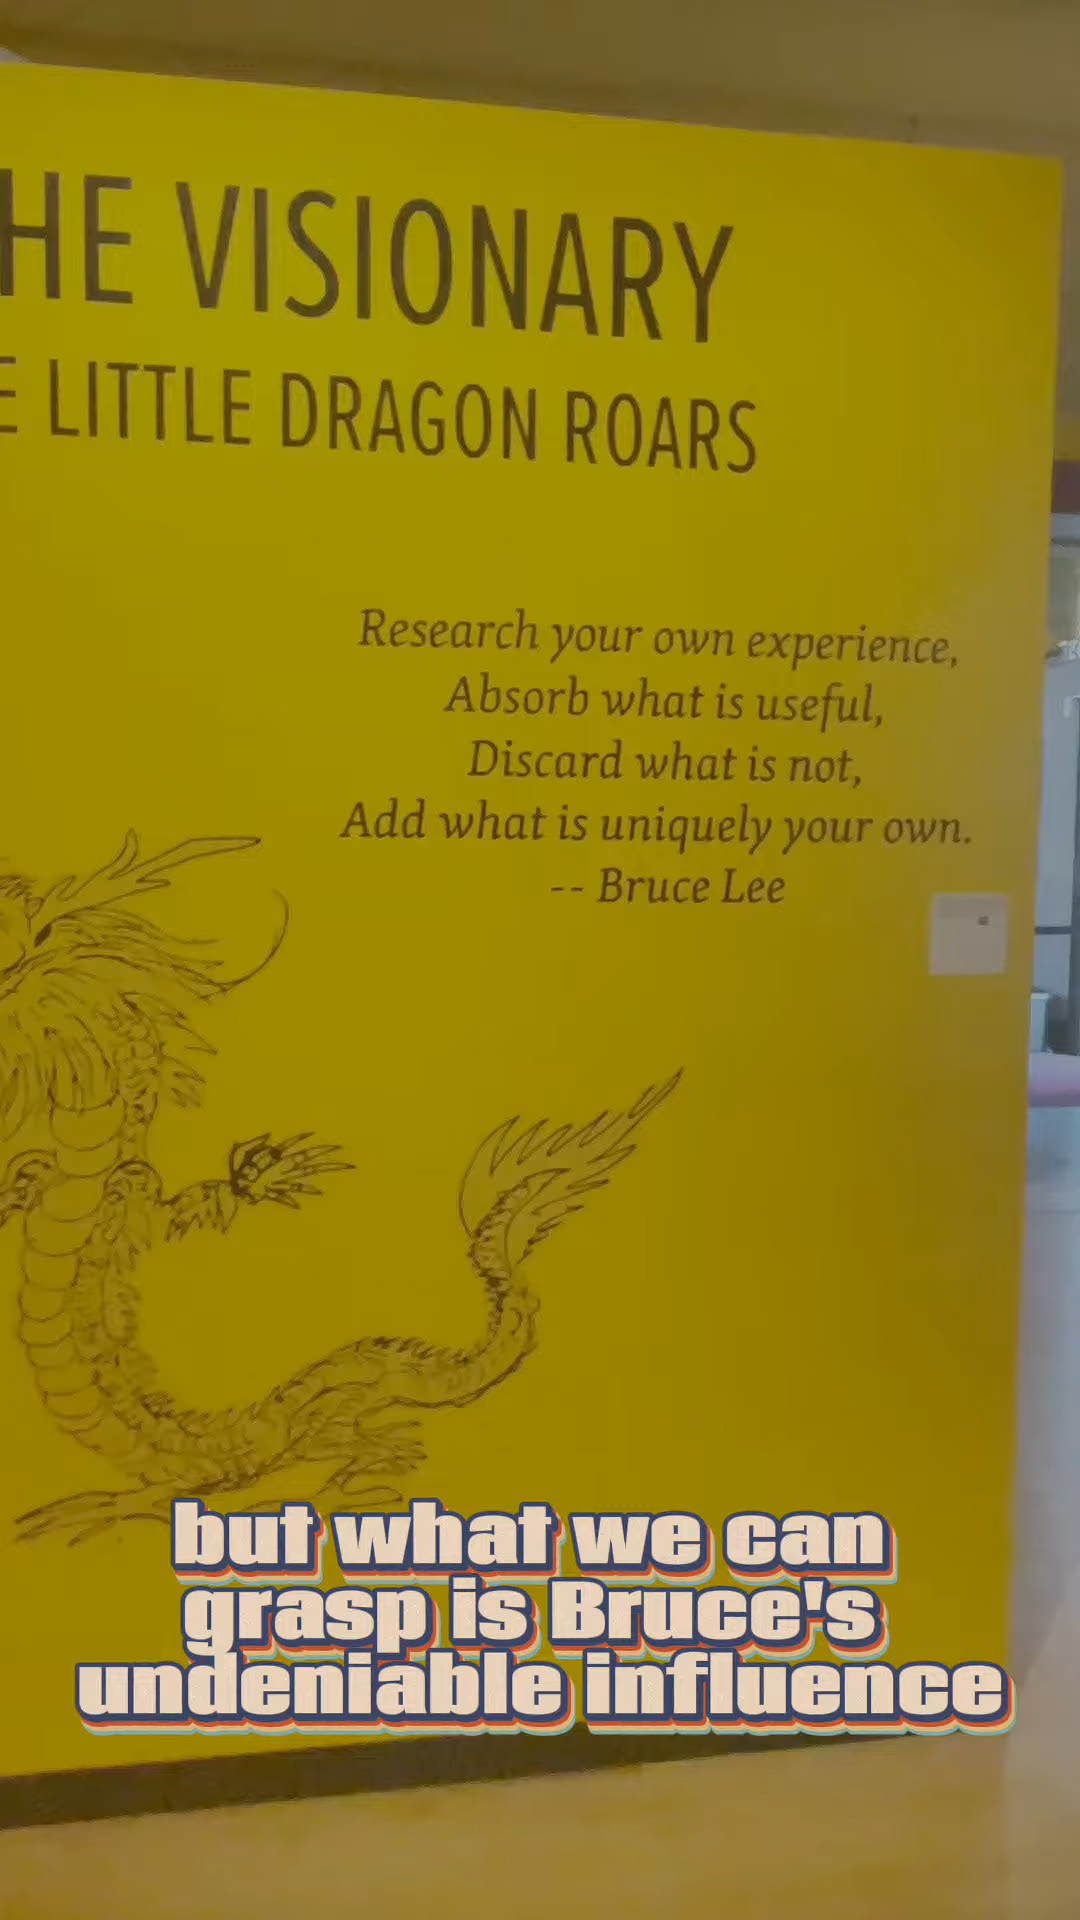 HE VISIONARY
E LITTLE DRAGON ROARS
Research your own experience,
Absorb what is useful,
Discard what is not,
Add what is uniquely your own.
-- Bruce Lee
but what we can
grasp is Bruce's
undeniable influence